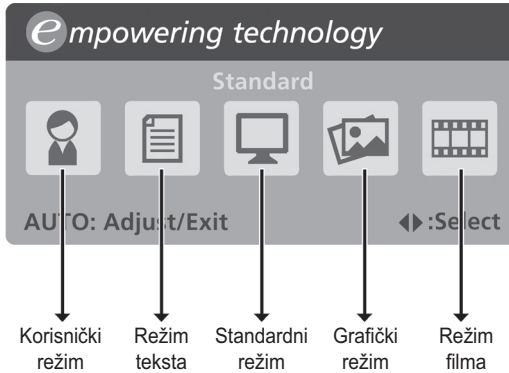 empowering technology
Standard
AUTO: Adjust/Exit
:Select
Korisnički režim
Režim teksta
Standardni režim
Grafički režim
Režim filma